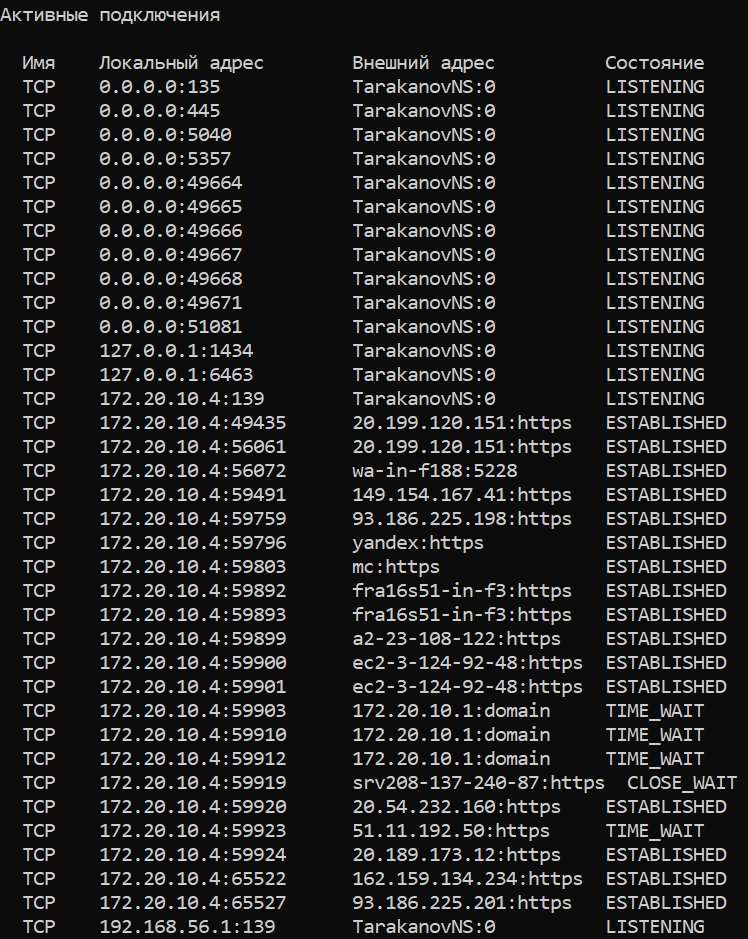 Активные подключения
Имя Локальный адрес Внешний адрес Состояние
TCP 0.0.0.0:135 TarakanovNS:0 LISTENING
TCP 0.0.0.0:445 TarakanovNS:0 LISTENING
TCP 0.0.0.0:5040 TarakanovNS:0 LISTENING
TCP 0.0.0.0:5357 TarakanovNS:0 LISTENING
TCP 0.0.0.0:49664 TarakanovNS:0 LISTENING
TCP 0.0.0.0:49665 TarakanovNS:0 LISTENING
TCP 0.0.0.0:49666 TarakanovNS:0 LISTENING
TCP 0.0.0.0:49667 TarakanovNS:0 LISTENING
TCP 0.0.0.0:49668 TarakanovNS:0 LISTENING
TCP 0.0.0.0:49671 TarakanovNS:0 LISTENING
TCP 0.0.0.0:51081 TarakanovNS:0 LISTENING
TCP 127.0.0.1:1434 TarakanovNS:0 LISTENING
TCP 127.0.0.1:6463 TarakanovNS:0 LISTENING
TCP 172.20.10.4:139 TarakanovNS:0 LISTENING
TCP 172.20.10.4:49435 20.199.120.151:https ESTABLISHED
TCP 172.20.10.4:56061 20.199.120.151:https ESTABLISHED
TCP 172.20.10.4:56072 wa-in-f188:5228 ESTABLISHED
TCP 172.20.10.4:59491 149.154.167.41:https ESTABLISHED
TCP 172.20.10.4:59759 93.186.225.198:https ESTABLISHED
TCP 172.20.10.4:59796 yandex:https ESTABLISHED
TCP 172.20.10.4:59803 mc:https ESTABLISHED
TCP 172.20.10.4:59892 fra16s51-in-f3:https ESTABLISHED
TCP 172.20.10.4:59893 fra16s51-in-f3:https ESTABLISHED
TCP 172.20.10.4:59899 a2-23-108-122:https ESTABLISHED
TCP 172.20.10.4:59900 ec2-3-124-92-48:https ESTABLISHED
TCP 172.20.10.4:59901 ec2-3-124-92-48:https ESTABLISHED
TCP 172.20.10.4:59903 172.20.10.1:domain TIME_WAIT
TCP 172.20.10.4:59910 172.20.10.1:domain TIME_WAIT
TCP 172.20.10.4:59912 172.20.10.1:domain TIME_WAIT
TCP 172.20.10.4:59919 srv208-137-240-87:https CLOSE_WAIT
TCP 172.20.10.4:59920 20.54.232.160:https ESTABLISHED
TCP 172.20.10.4:59923 51.11.192.50:https TIME_WAIT
TCP 172.20.10.4:59924 20.189.173.12:https ESTABLISHED
TCP 172.20.10.4:65522 162.159.134.234:https ESTABLISHED
TCP 172.20.10.4:65527 93.186.225.201:https ESTABLISHED
TCP 192.168.56.1:139 TarakanovNS:0 LISTENING